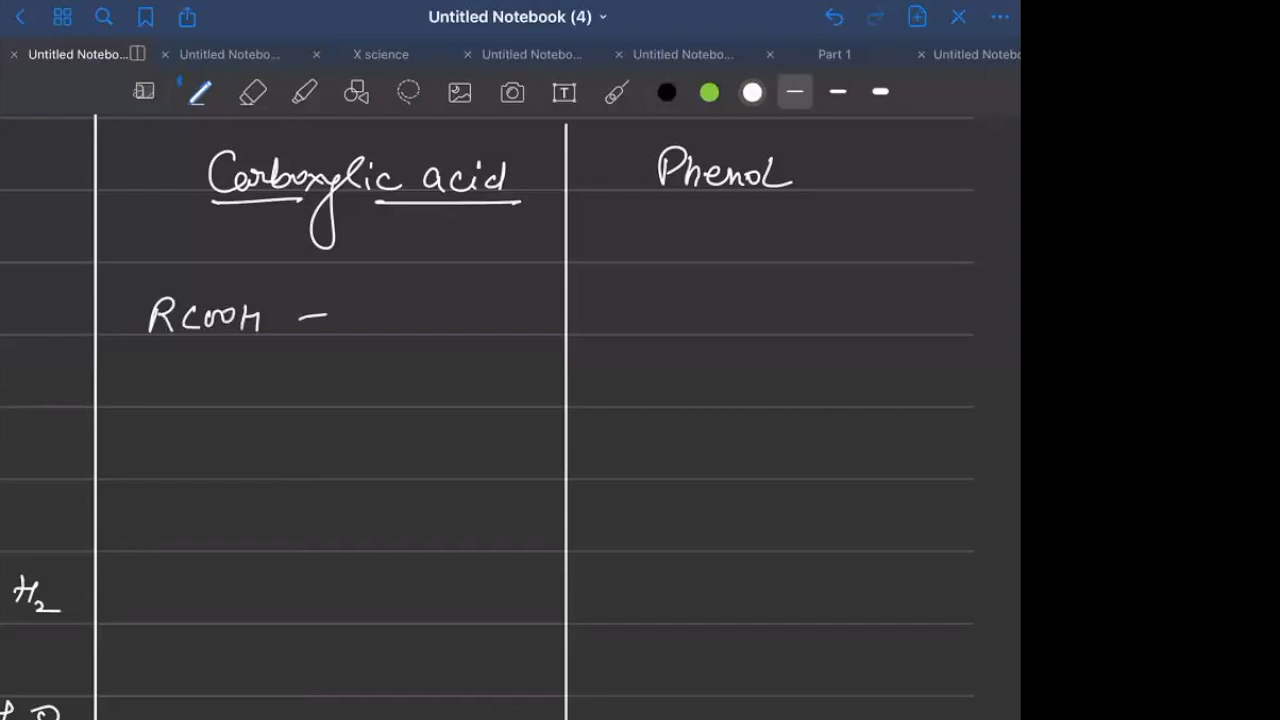 Untitled Notebook (4)
Untitled Notebo... Untitled Notebo... X science Untitled Notebo... Untitled Notebo... Part 1 Untitled Notebo
T
Carboxylic acid Phenol
RCOOH -
H2